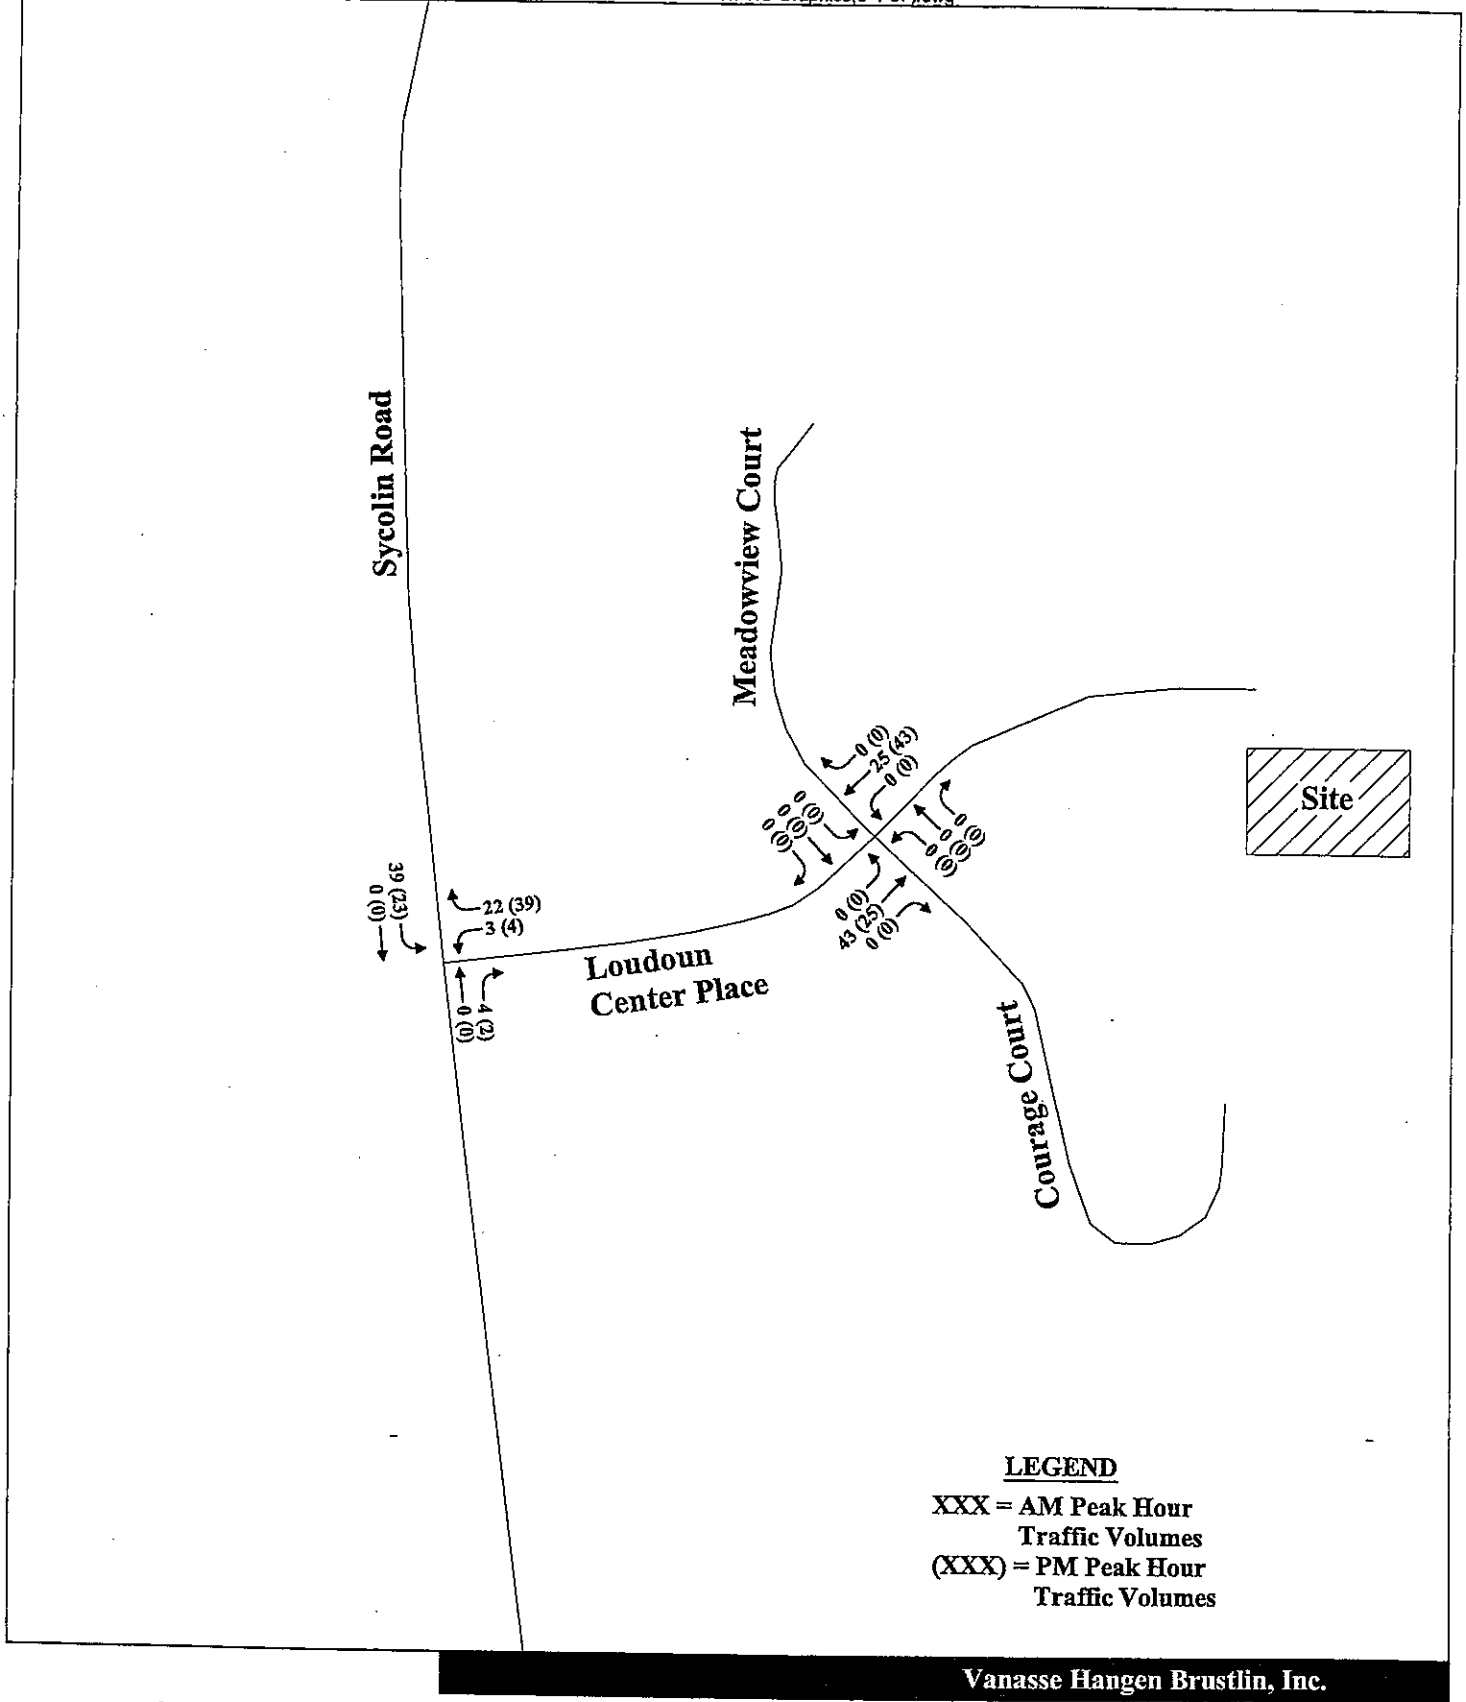 Sycolin Road
Meadowview Court
0 (0)
25 (43)
0 (0)
0 (0)
0 (0)
0 (0)
0 (0)
0 (0)
0 (0)
Site
39 (23)
0 (0)
22 (39)
3 (4)
0 (0)
43 (25)
0 (0)
4 (2)
0 (0)
Loudoun
Center Place
Courage Court
LEGEND
XXX = AM Peak Hour
Traffic Volumes
(XXX) = PM Peak Hour
Traffic Volumes
Vanasse Hangen Brustlin, Inc.